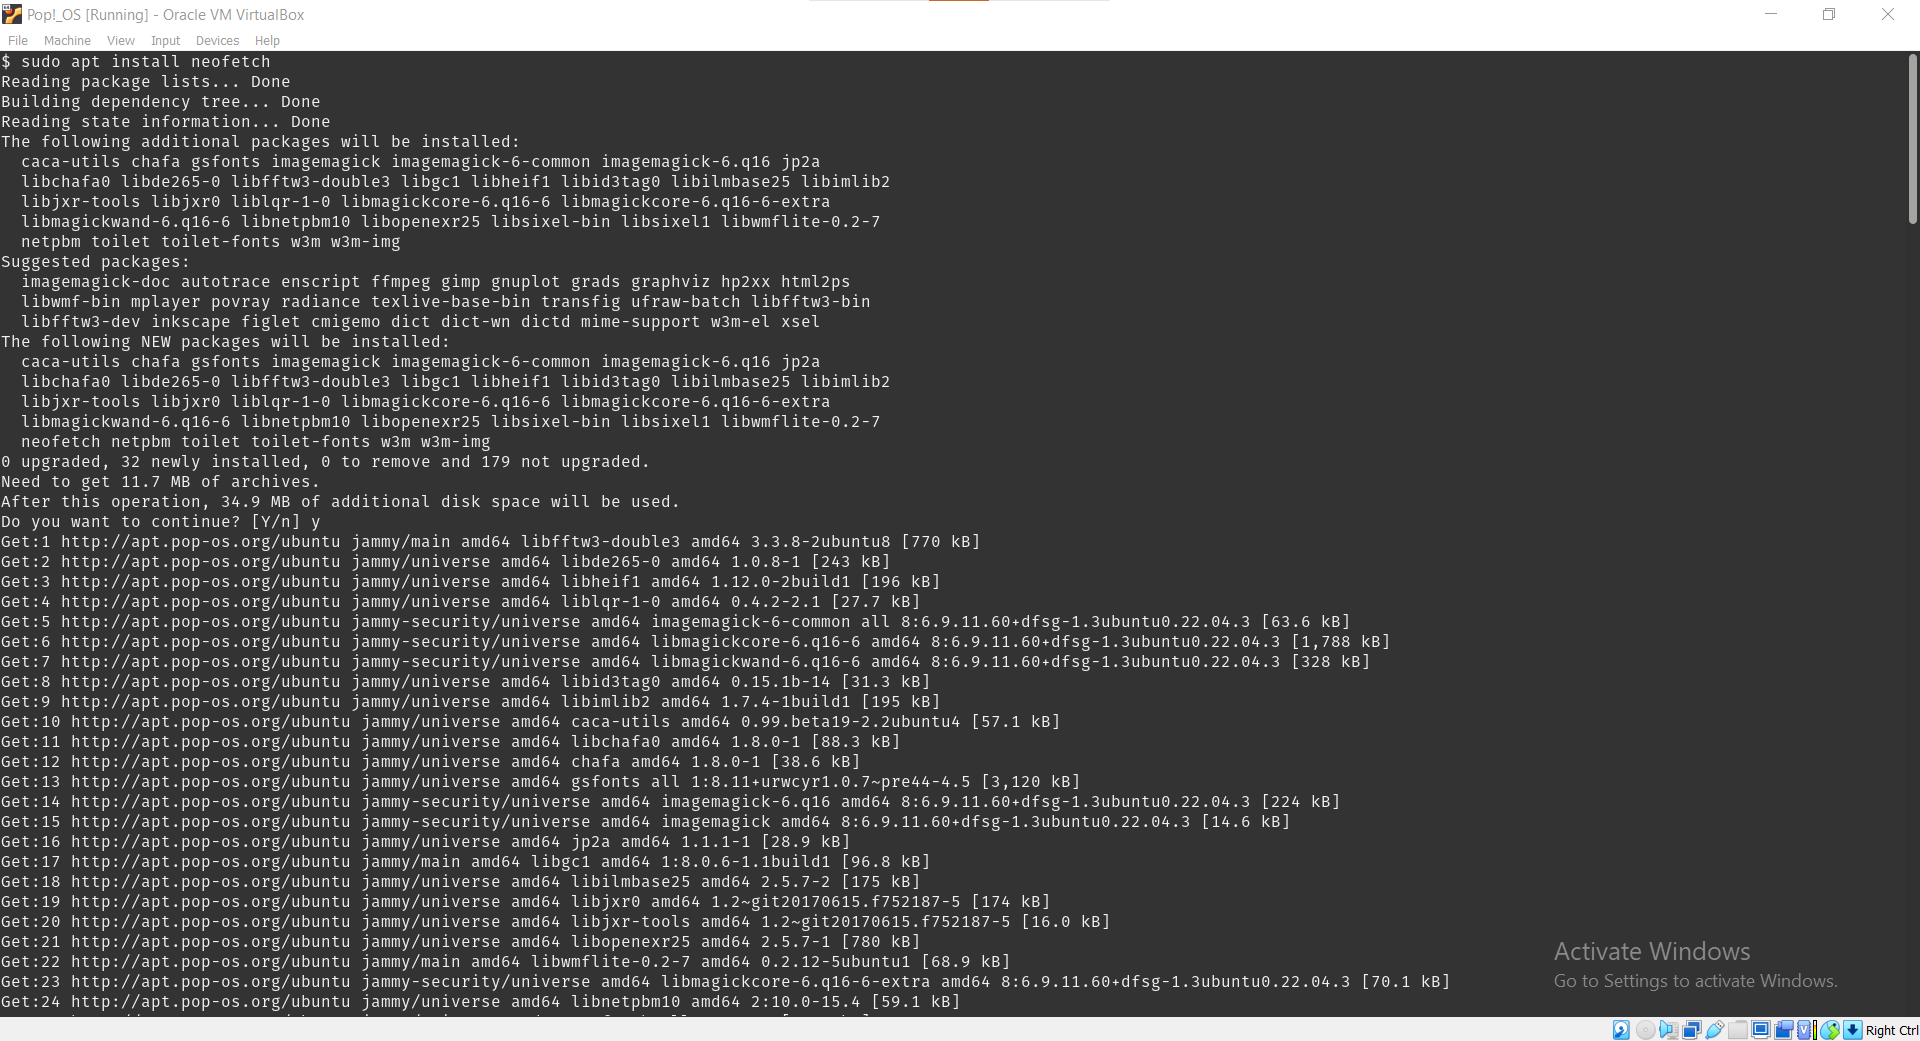 Pop!_OS [Running] - Oracle VM VirtualBox
File Machine View Input Devices Help
$ sudo apt install neofetch
Reading package lists... Done
Building dependency tree... Done
Reading state information... Done
The following additional packages will be installed:
  caca-utils chafa gsfonts imagemagick imagemagick-6-common imagemagick-6.q16 jp2a
  libchafa0 libde265-0 libfftw3-double3 libgc1 libheif1 libid3tag0 libilmbase25 libimlib2
  libjxr-tools libjxr0 liblqr-1-0 libmagickcore-6.q16-6 libmagickcore-6.q16-6-extra
  libmagickwand-6.q16-6 libnetpbm10 libopenexr25 libsixel-bin libsixel1 libwmflite-0.2-7
  netpbm toilet toilet-fonts w3m w3m-img
Suggested packages:
  imagemagick-doc autotrace enscript ffmpeg gimp gnuplot grads graphviz hp2xx html2ps
  libwmf-bin mplayer povray radiance texlive-base-bin transfig ufraw-batch libfftw3-bin
  libfftw3-dev inkscape figlet cmigemo dict dict-wn dictd mime-support w3m-el xsel
The following NEW packages will be installed:
  caca-utils chafa gsfonts imagemagick imagemagick-6-common imagemagick-6.q16 jp2a
  libchafa0 libde265-0 libfftw3-double3 libgc1 libheif1 libid3tag0 libilmbase25 libimlib2
  libjxr-tools libjxr0 liblqr-1-0 libmagickcore-6.q16-6 libmagickcore-6.q16-6-extra
  libmagickwand-6.q16-6 libnetpbm10 libopenexr25 libsixel-bin libsixel1 libwmflite-0.2-7
  neofetch netpbm toilet toilet-fonts w3m w3m-img
0 upgraded, 32 newly installed, 0 to remove and 179 not upgraded.
Need to get 11.7 MB of archives.
After this operation, 34.9 MB of additional disk space will be used.
Do you want to continue? [Y/n] y
Get:1 http://apt.pop-os.org/ubuntu jammy/main amd64 libfftw3-double3 amd64 3.3.8-2ubuntu8 [770 kB]
Get:2 http://apt.pop-os.org/ubuntu jammy/universe amd64 libde265-0 amd64 1.0.8-1 [243 kB]
Get:3 http://apt.pop-os.org/ubuntu jammy/universe amd64 libheif1 amd64 1.12.0-2build1 [196 kB]
Get:4 http://apt.pop-os.org/ubuntu jammy/universe amd64 liblqr-1-0 amd64 0.4.2-2.1 [27.7 kB]
Get:5 http://apt.pop-os.org/ubuntu jammy-security/universe amd64 imagemagick-6-common all 8:6.9.11.60+dfsg-1.3ubuntu0.22.04.3 [63.6 kB]
Get:6 http://apt.pop-os.org/ubuntu jammy-security/universe amd64 libmagickcore-6.q16-6 amd64 8:6.9.11.60+dfsg-1.3ubuntu0.22.04.3 [1,788 kB]
Get:7 http://apt.pop-os.org/ubuntu jammy-security/universe amd64 libmagickwand-6.q16-6 amd64 8:6.9.11.60+dfsg-1.3ubuntu0.22.04.3 [328 kB]
Get:8 http://apt.pop-os.org/ubuntu jammy/universe amd64 libid3tag0 amd64 0.15.1b-14 [31.3 kB]
Get:9 http://apt.pop-os.org/ubuntu jammy/universe amd64 libimlib2 amd64 1.7.4-1build1 [195 kB]
Get:10 http://apt.pop-os.org/ubuntu jammy/universe amd64 caca-utils amd64 0.99.beta19-2.2ubuntu4 [57.1 kB]
Get:11 http://apt.pop-os.org/ubuntu jammy/universe amd64 libchafa0 amd64 1.8.0-1 [88.3 kB]
Get:12 http://apt.pop-os.org/ubuntu jammy/universe amd64 chafa amd64 1.8.0-1 [38.6 kB]
Get:13 http://apt.pop-os.org/ubuntu jammy/universe amd64 gsfonts all 1:8.11+urwcyr1.0.7~pre44-4.5 [3,120 kB]
Get:14 http://apt.pop-os.org/ubuntu jammy-security/universe amd64 imagemagick-6.q16 amd64 8:6.9.11.60+dfsg-1.3ubuntu0.22.04.3 [224 kB]
Get:15 http://apt.pop-os.org/ubuntu jammy-security/universe amd64 imagemagick amd64 8:6.9.11.60+dfsg-1.3ubuntu0.22.04.3 [14.6 kB]
Get:16 http://apt.pop-os.org/ubuntu jammy/universe amd64 jp2a amd64 1.1.1-1 [28.9 kB]
Get:17 http://apt.pop-os.org/ubuntu jammy/main amd64 libgc1 amd64 1:8.0.6-1.1build1 [96.8 kB]
Get:18 http://apt.pop-os.org/ubuntu jammy/universe amd64 libilmbase25 amd64 2.5.7-2 [175 kB]
Get:19 http://apt.pop-os.org/ubuntu jammy/universe amd64 libjxr0 amd64 1.2~git20170615.f752187-5 [174 kB]
Get:20 http://apt.pop-os.org/ubuntu jammy/universe amd64 libjxr-tools amd64 1.2~git20170615.f752187-5 [16.0 kB]
Get:21 http://apt.pop-os.org/ubuntu jammy/universe amd64 libopenexr25 amd64 2.5.7-1 [780 kB]
Get:22 http://apt.pop-os.org/ubuntu jammy/main amd64 libwmflite-0.2-7 amd64 0.2.12-5ubuntu1 [68.9 kB]
Get:23 http://apt.pop-os.org/ubuntu jammy-security/universe amd64 libmagickcore-6.q16-6-extra amd64 8:6.9.11.60+dfsg-1.3ubuntu0.22.04.3 [70.1 kB]
Get:24 http://apt.pop-os.org/ubuntu jammy/universe amd64 libnetpbm10 amd64 2:10.0-15.4 [59.1 kB]
Activate Windows
Go to Settings to activate Windows.
Right Ctrl